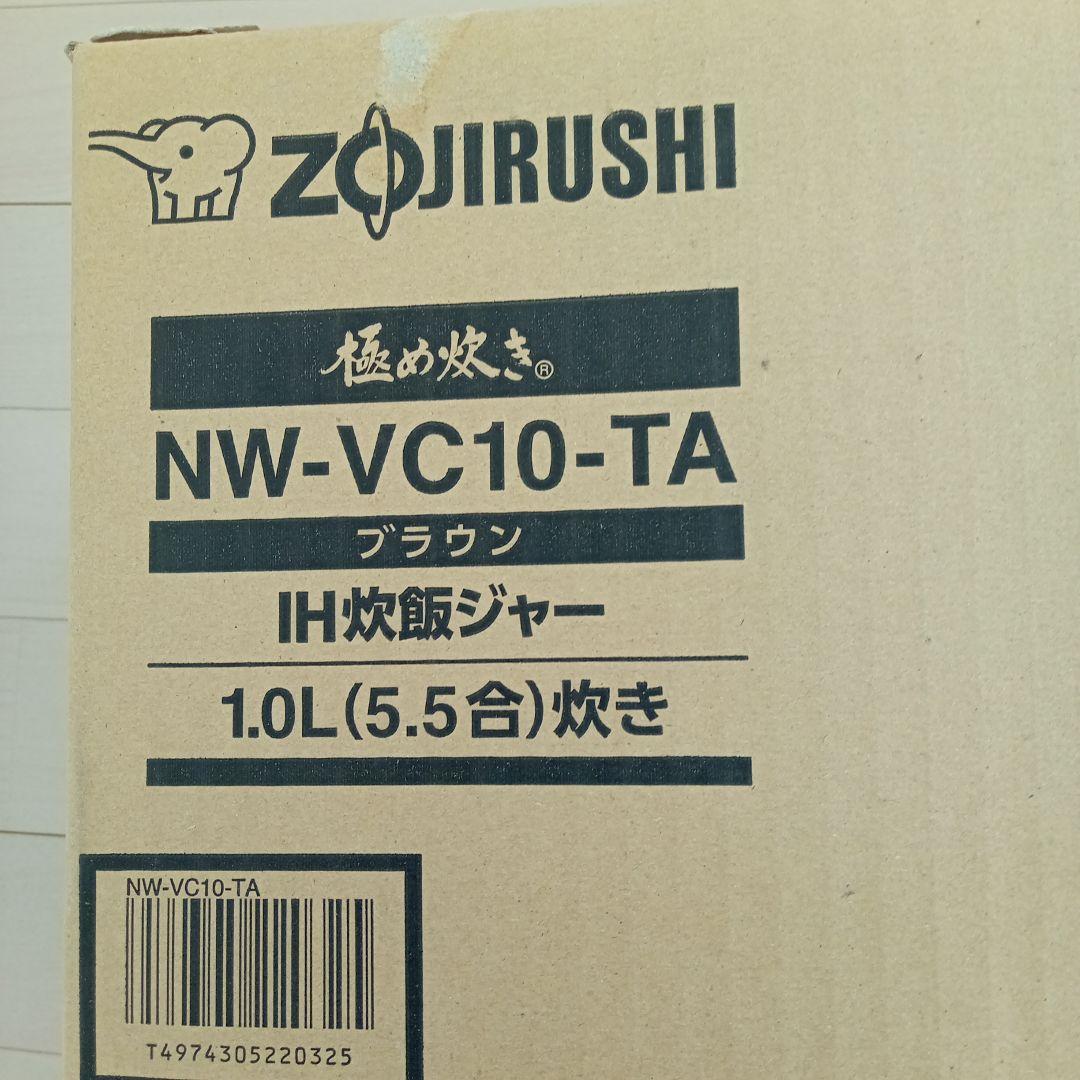 ZOJIRUSHI
極め炊き®
NW-VC10-TA
ブラウン
IH炊飯ジャー
1.0L(5.5合)炊き
NW-VC10-TA
T4974305220325